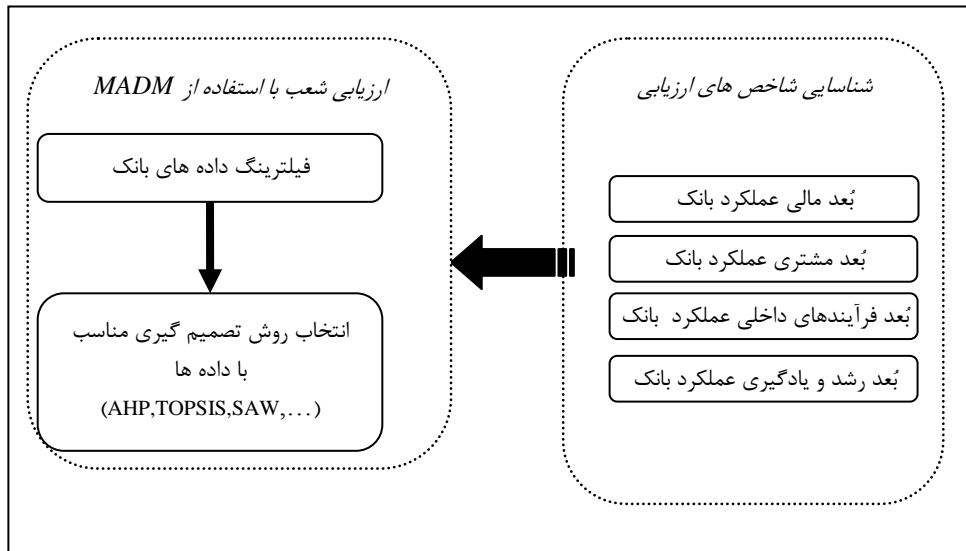 شناسایی شاخص های ارزیابی
بُعد مالی عملکرد بانک
بُعد مشتری عملکرد بانک
بُعد فرآیندهای داخلی عملکرد بانک
بُعد رشد و یادگیری عملکرد بانک
ارزیابی شعب با استفاده از MADM
فیلترینگ داده های بانک
انتخاب روش تصمیم گیری مناسب
با داده ها
(AHP,TOPSIS,SAW,...)